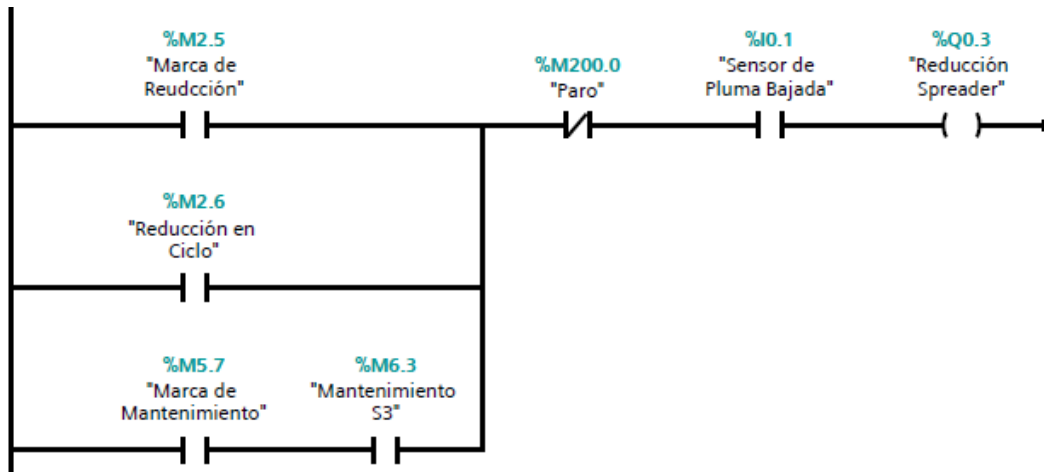 %M2.5
"Marca de
Reudcción"
%M200.0
"Paro"
%I0.1
"Sensor de
Pluma Bajada"
%Q0.3
"Reducción
Spreader"
%M2.6
"Reducción en
Ciclo"
%M5.7
"Marca de
Mantenimiento"
%M6.3
"Mantenimiento
S3"